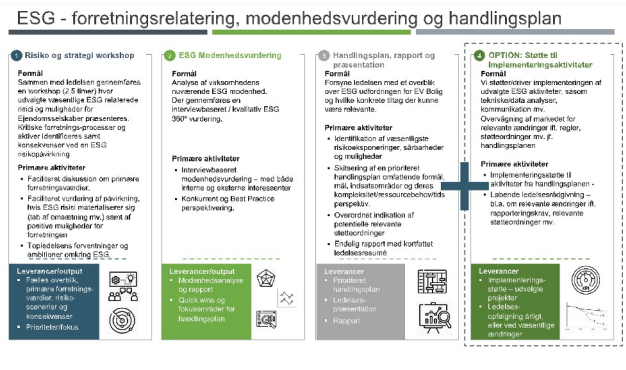 ESG - forretningsrelatering, modenhedsvurdering og handlingsplan
1 Risiko og strategi workshop
Formål
Sammen med ledelsen gennemføres
en workshop (2,5 timer) hvor
udvalgte væsentlige ESG relaterede
risici og muligheder for
Ejendomsselskaber præsenteres.
Kritiske forretnings-processer og
aktiver identificeres samt
konsekvenser ved en ESG
risikopåvirkning
Primære aktiviteter
• Faciliteret diskussion om primære
forretningsværdier,
• Faciliteret vurdering af påvirkning,
hvis ESG risici materialiserer sig
(tab af omsætning mv.) samt af
positive muligheder for
forretningen
• Topledelsens forventninger og
ambitioner omkring ESG.
Leverancer/output
• Fælles overblik,
primære forretnings-
værdier, risiko-
scenerier og
konsekvenser
• Prioriteter/fokus
2 ESG Modenhedsvurdering
Formål
Analyse af virksomhedens
nuværende ESG modenhed.
Der gennemføres en
interviewbaseret / kvalitativ ESG
360° vurdering.
Primære aktiviteter
• Interviewbaseret
modenhedsvurdering – med både
interne og eksterne interessenter
• Konkurrent og Best Practice
perspektivering.
Leverancer/output
• Modenhedsanalyse
og rapport
• Quick wins og
fokusområder for
handlingsplan
3 Handlingsplan, rapport og
præsentation
Formål
Forsyne ledelsen med et overblik
over ESG udfordringen for EV Bolig
og hvilke konkrete tiltag der kunne
være relevante.
Primære aktiviteter
• Identifikation af væsentligste
risikoeksponeringer, sårbarheder
og muligheder
• Skitsering af en prioriteret
handlingsplan omfattende formål,
mål, indsatsområder og deres
kompleksitet/ressourcebehov/tids
perspektiv.
• Overordnet indikation af
potentielle relevante
støtteordninger
• Endelig rapport med kortfattet
ledelsesresumé
Leverancer
• Prioriteret
handlingsplan
• Ledelses-
præsentation
• Rapport
4 OPTION: Støtte til
Implementeringsaktiviteter
Formål
Vi støtter/driver implementeringen af
udvalgte ESG aktiviteter, såsom
tekniske/data analyser,
kommunikation mv.
Overvågning af markedet for
relevante ændringer ift. regler,
støtteordninger mv. jf.
handlingsplanen
Primære aktiviteter
• Implementeringsstøtte til
aktiviteter fra handlingsplanen -
• Løbende ledelsesrådgivning –
bl.a. om relevante ændringer ift.
rapporteringskrav, relevante
støtteordninger mv.
Leverancer
• Implementerings-
støtte – udvalgte
projekter
• Ledelses-
opfølgning årligt,
eller ved væsentlige
ændringer